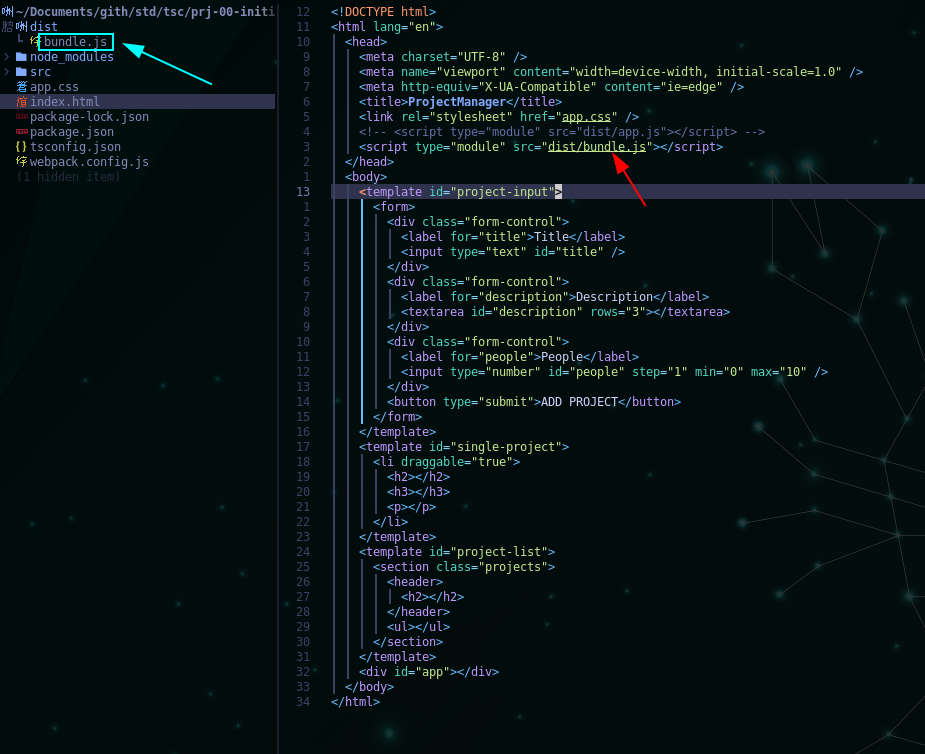 ~/Documents/gith/std/tsc/prj-00-initi
dist
bundle.js
node_modules
src
app.css
index.html
package-lock.json
package.json
tsconfig.json
webpack.config.js
(1 hidden item)
12 <!DOCTYPE html>
11 <html lang="en">
10 <head>
9 <meta charset="UTF-8" />
8 <meta name="viewport" content="width=device-width, initial-scale=1.0" />
7 <meta http-equiv="X-UA-Compatible" content="ie=edge" />
6 <title>ProjectManager</title>
5 <link rel="stylesheet" href="app.css" />
4 <!-- <script type="module" src="dist/app.js"></script> -->
3 <script type="module" src="dist/bundle.js"></script>
2 </head>
1 <body>
13 <template id="project-input">
1 <form>
2 <div class="form-control">
3 <label for="title">Title</label>
4 <input type="text" id="title" />
5 </div>
6 <div class="form-control">
7 <label for="description">Description</label>
8 <textarea id="description" rows="3"></textarea>
9 </div>
10 <div class="form-control">
11 <label for="people">People</label>
12 <input type="number" id="people" step="1" min="0" max="10" />
13 </div>
14 <button type="submit">ADD PROJECT</button>
15 </form>
16 </template>
17 <template id="single-project">
18 <li draggable="true">
19 <h2></h2>
20 <h3></h3>
21 <p></p>
22 </li>
23 </template>
24 <template id="project-list">
25 <section class="projects">
26 <header>
27 <h2></h2>
28 </header>
29 <ul></ul>
30 </section>
31 </template>
32 <div id="app"></div>
33 </body>
34 </html>